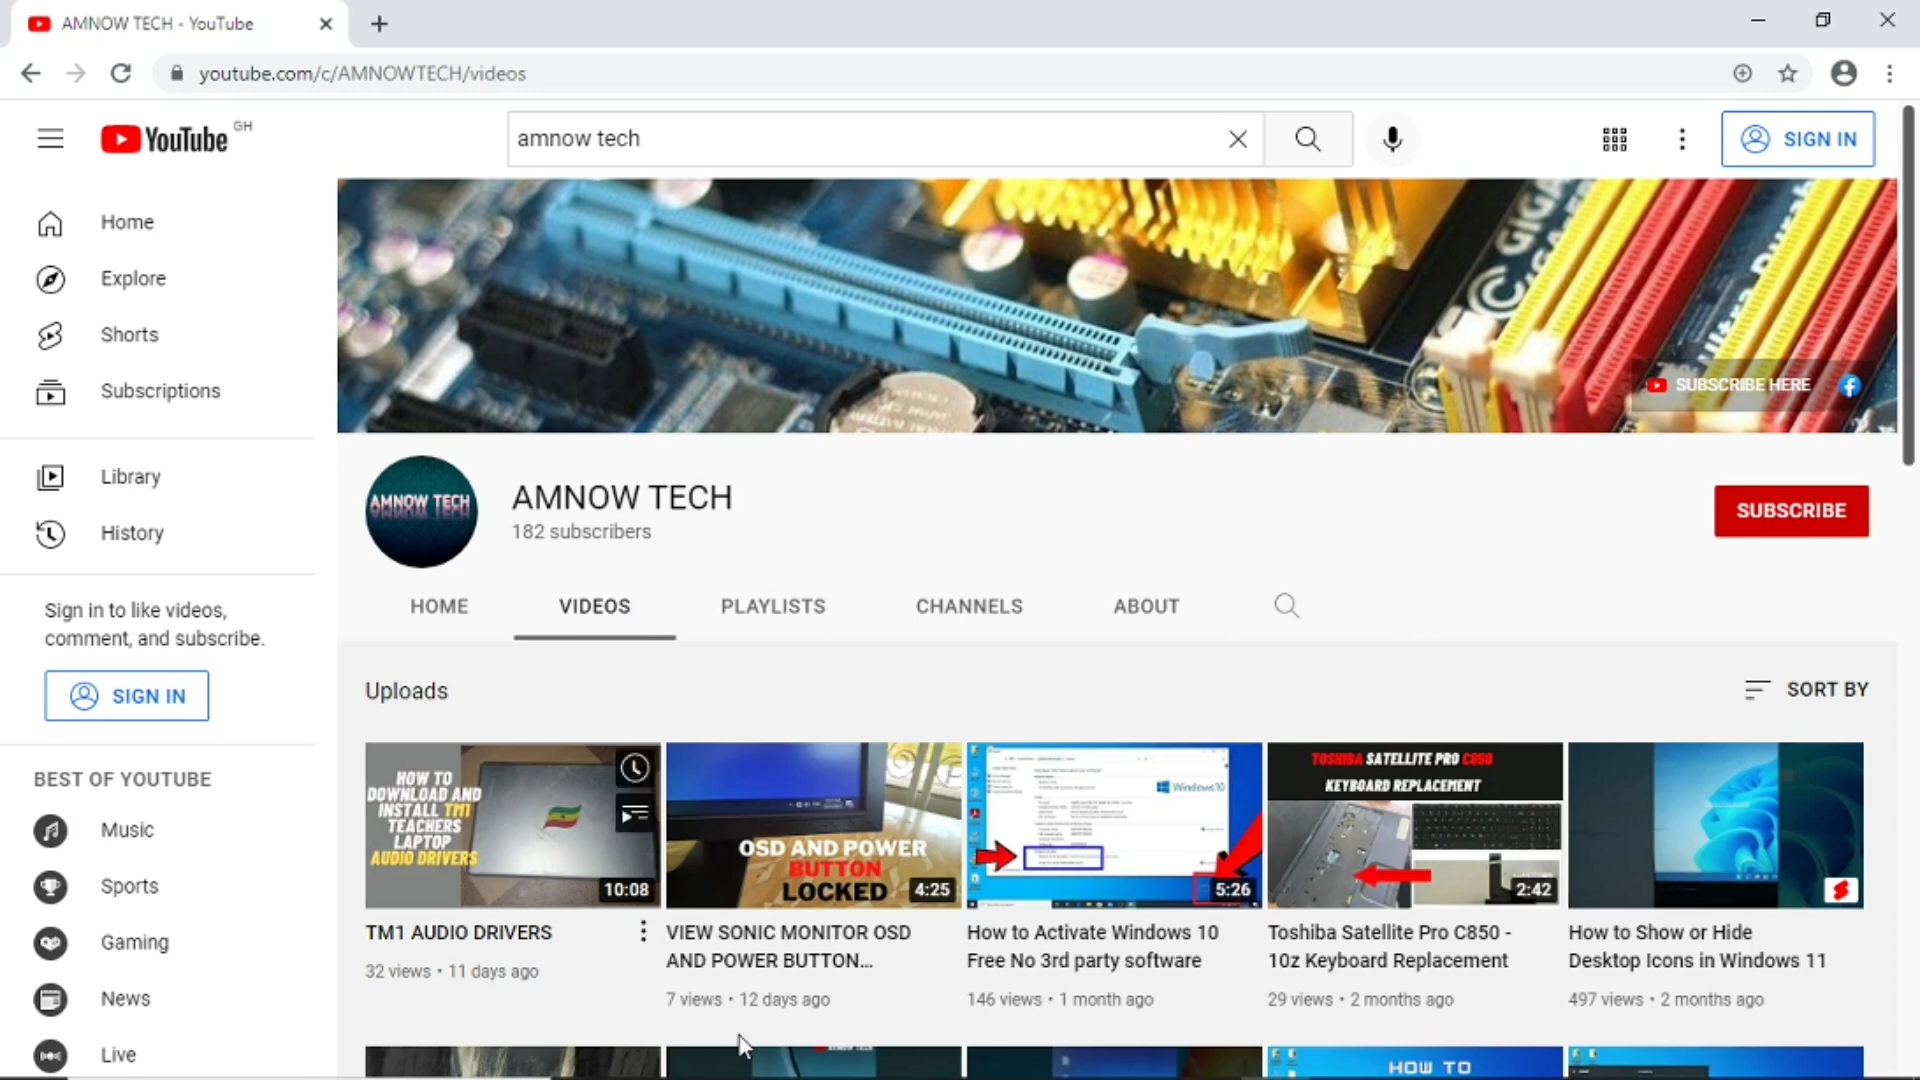 AMNOW TECH - YouTube
youtube.com/c/AMNOWTECH/videos
YouTube GH
amnow tech
SIGN IN
Home
Explore
Shorts
Subscriptions
Library
History
Sign in to like videos,
comment, and subscribe.
SIGN IN
BEST OF YOUTUBE
Music
Sports
Gaming
News
Live
SUBSCRIBE HERE
AMNOW TECH
AMNOW TECH
182 subscribers
SUBSCRIBE
HOME
VIDEOS
PLAYLISTS
CHANNELS
ABOUT
Uploads
SORT BY
HOW TO
DOWNLOAD AND
INSTALL TM1
TEACHERS
LAPTOP
AUDIO DRIVERS
10:08
TM1 AUDIO DRIVERS
32 views • 11 days ago
OSD AND POWER
BUTTON
LOCKED
4:25
VIEW SONIC MONITOR OSD
AND POWER BUTTON...
7 views • 12 days ago
Windows 10
5:26
How to Activate Windows 10
Free No 3rd party software
146 views • 1 month ago
TOSHIBA SATELLITE PRO C850
KEYBOARD REPLACEMENT
2:42
Toshiba Satellite Pro C850 -
10z Keyboard Replacement
29 views • 2 months ago
How to Show or Hide
Desktop Icons in Windows 11
497 views • 2 months ago
HOW TO